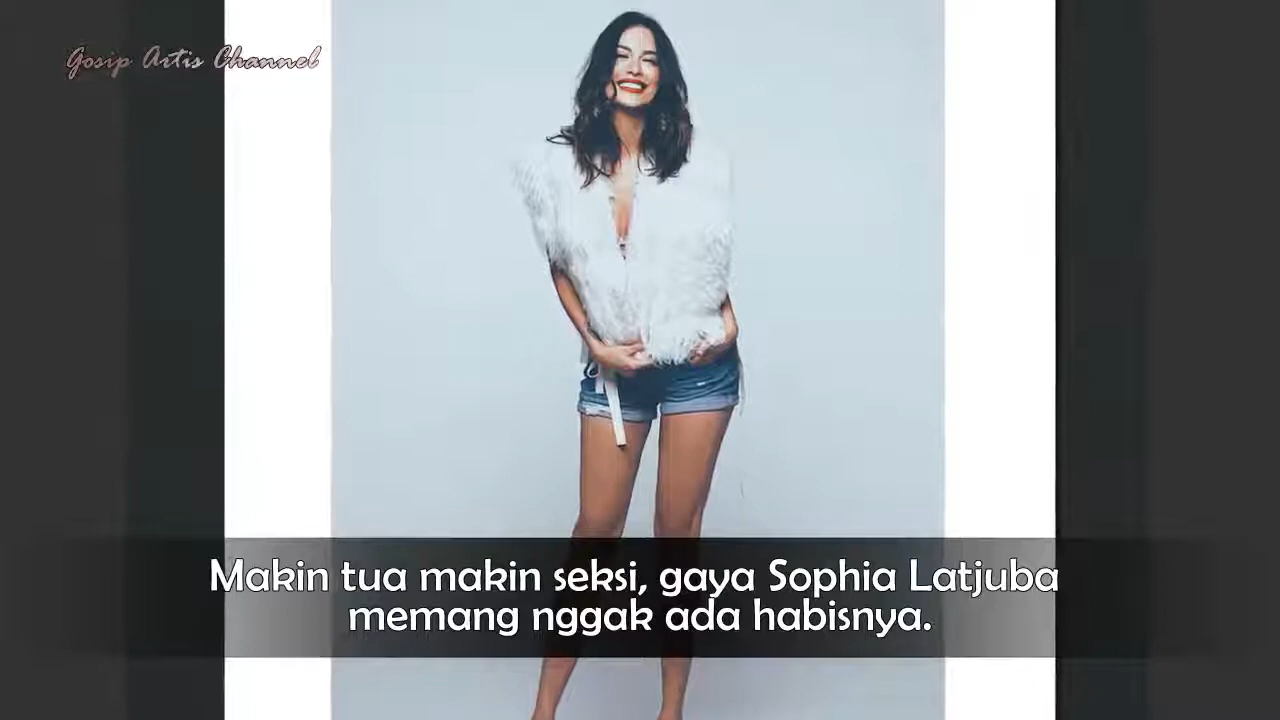 Gosip Artis Channel
Makin tua makin seksi, gaya Sophia Latjuba
memang nggak ada habisnya.